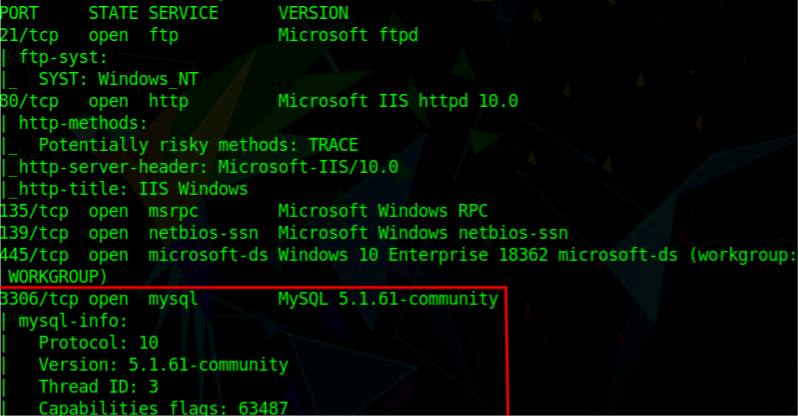 PORT STATE SERVICE VERSION
21/tcp open ftp Microsoft ftpd
| ftp-syst:
|_ SYST: Windows_NT
80/tcp open http Microsoft IIS httpd 10.0
| http-methods:
|_ Potentially risky methods: TRACE
|_http-server-header: Microsoft-IIS/10.0
|_http-title: IIS Windows
135/tcp open msrpc Microsoft Windows RPC
139/tcp open netbios-ssn Microsoft Windows netbios-ssn
445/tcp open microsoft-ds Windows 10 Enterprise 18362 microsoft-ds (workgroup:
WORKGROUP)
3306/tcp open mysql MySQL 5.1.61-community
| mysql-info:
| Protocol: 10
| Version: 5.1.61-community
| Thread ID: 3
| Capabilities flags: 63487